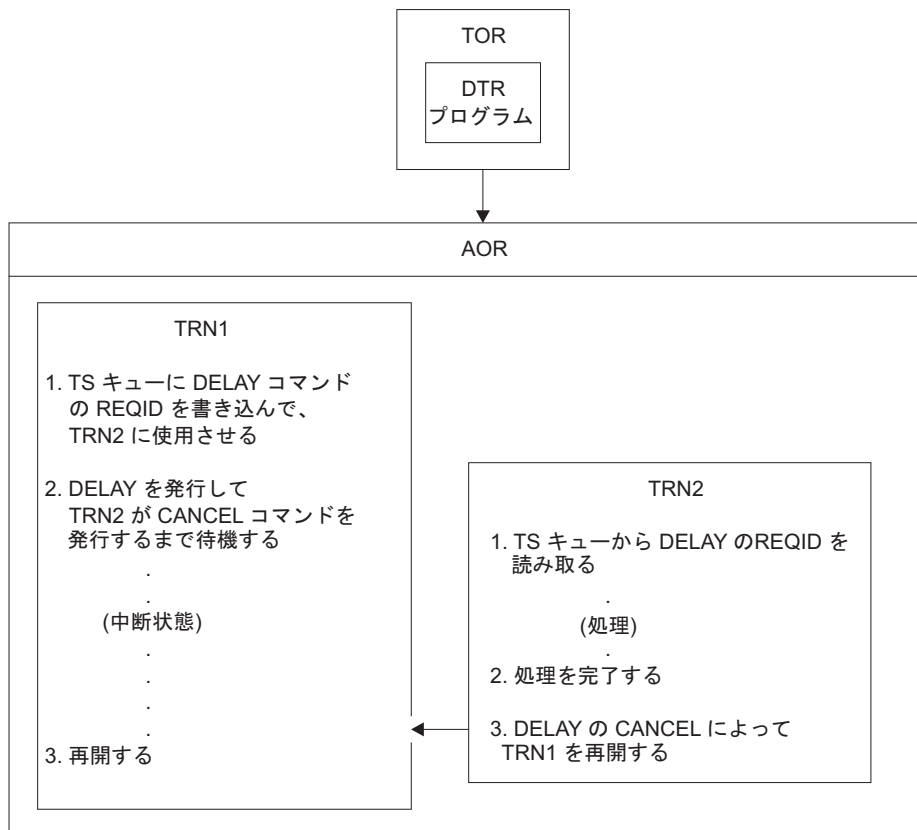 TOR
DTR
プログラム
AOR
TRN1
1. TS キューに DELAY コマンド
の REQID を書き込んで、
TRN2 に使用させる
2. DELAY を発行して
TRN2 が CANCEL コマンドを
発行するまで待機する
.
.
(中断状態)
.
.
.
.
3. 再開する
TRN2
1. TS キューから DELAY のREQID を
読み取る
.
(処理)
.
2. 処理を完了する
3. DELAY の CANCEL によって
TRN1 を再開する